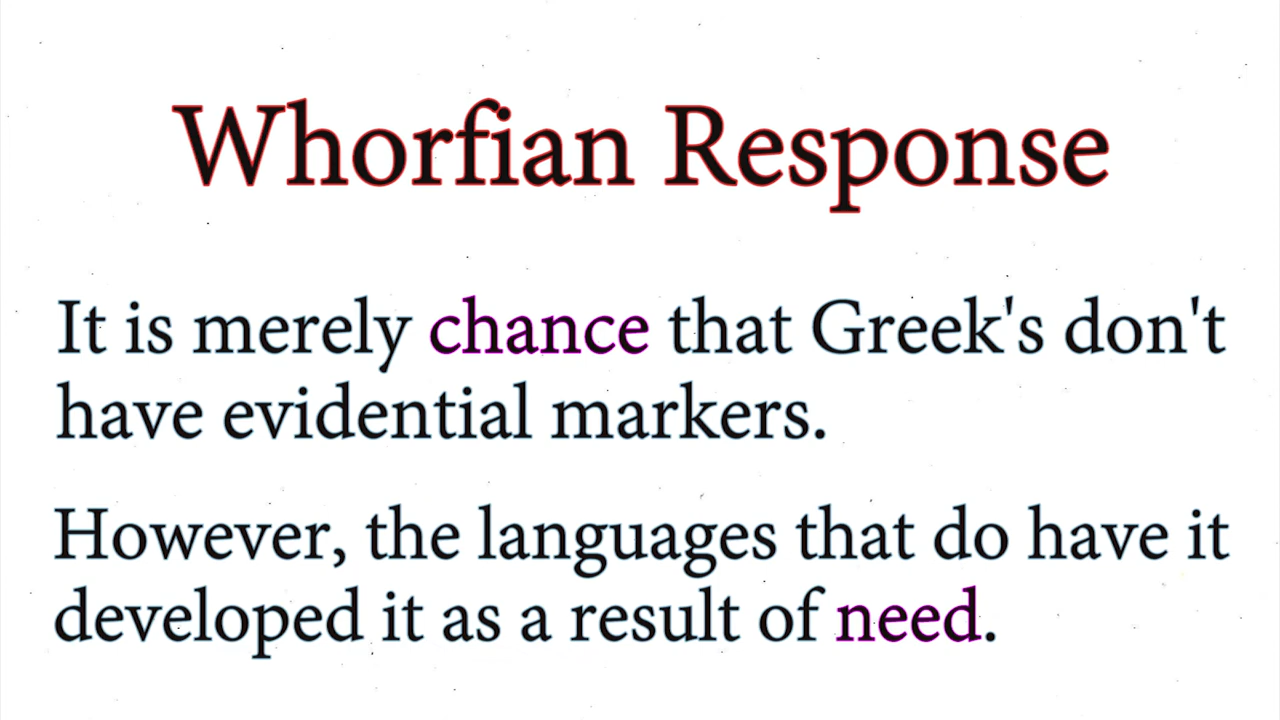 Whorfian Response
It is merely chance that Greek's don't
have evidential markers.
However, the languages that do have it
developed it as a result of need.